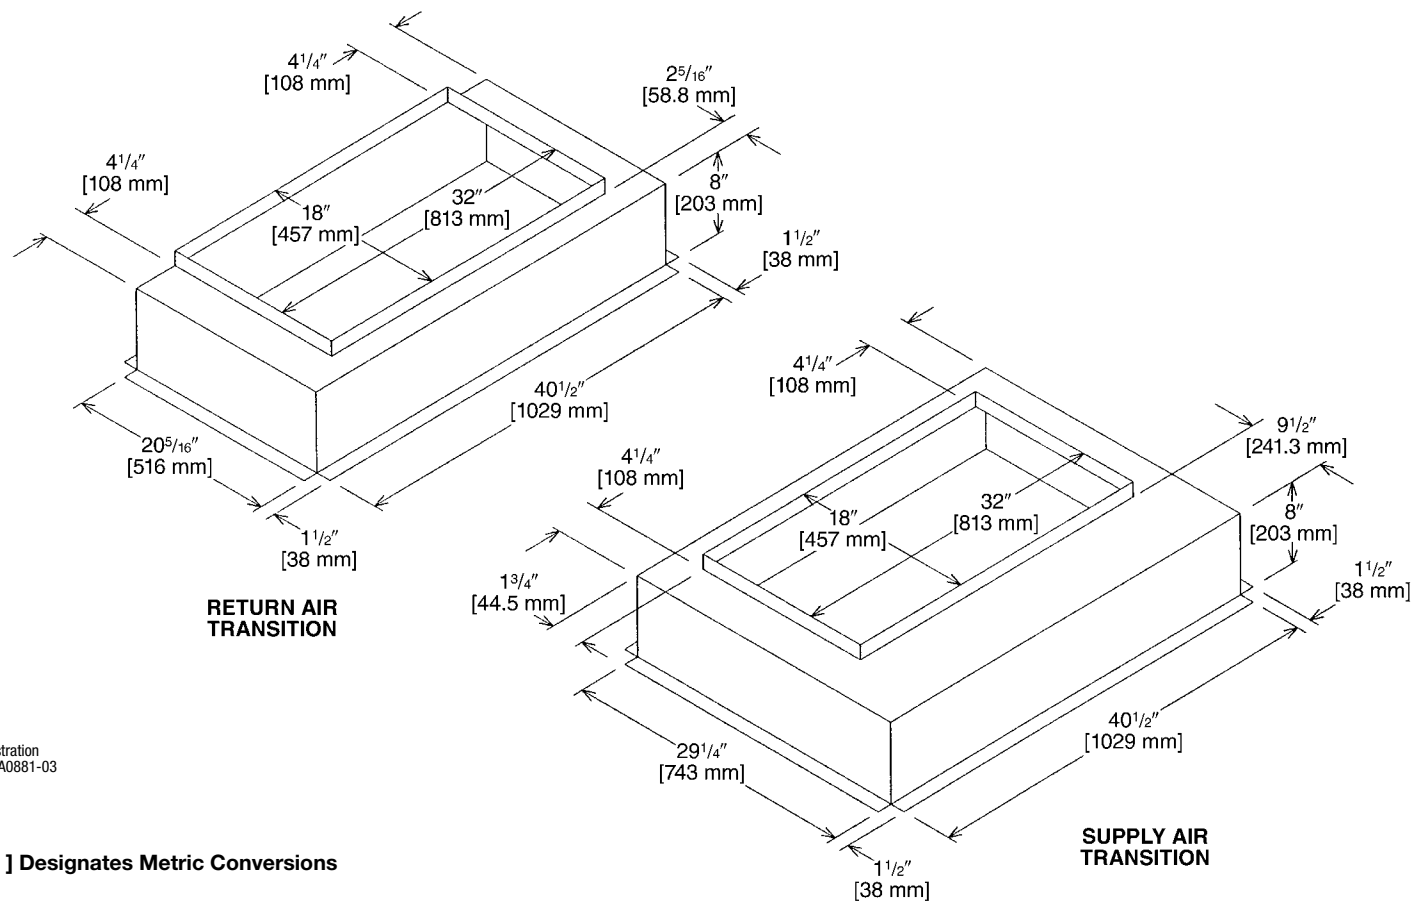 4 1/4″
[108 mm]
4 1/4″
[108 mm]
2 5/16″
[58.8 mm]
18″
[457 mm]
32″
[813 mm]
8″
[203 mm]
1 1/2″
[38 mm]
40 1/2″
[1029 mm]
20 5/16″
[516 mm]
1 1/2″
[38 mm]
RETURN AIR
TRANSITION
4 1/4″
[108 mm]
4 1/4″
[108 mm]
9 1/2″
[241.3 mm]
18″
[457 mm]
32″
[813 mm]
8″
[203 mm]
1 1/2″
[38 mm]
1 3/4″
[44.5 mm]
40 1/2″
[1029 mm]
29 1/4″
[743 mm]
1 1/2″
[38 mm]
SUPPLY AIR
TRANSITION
stration
A0881-03
] Designates Metric Conversions